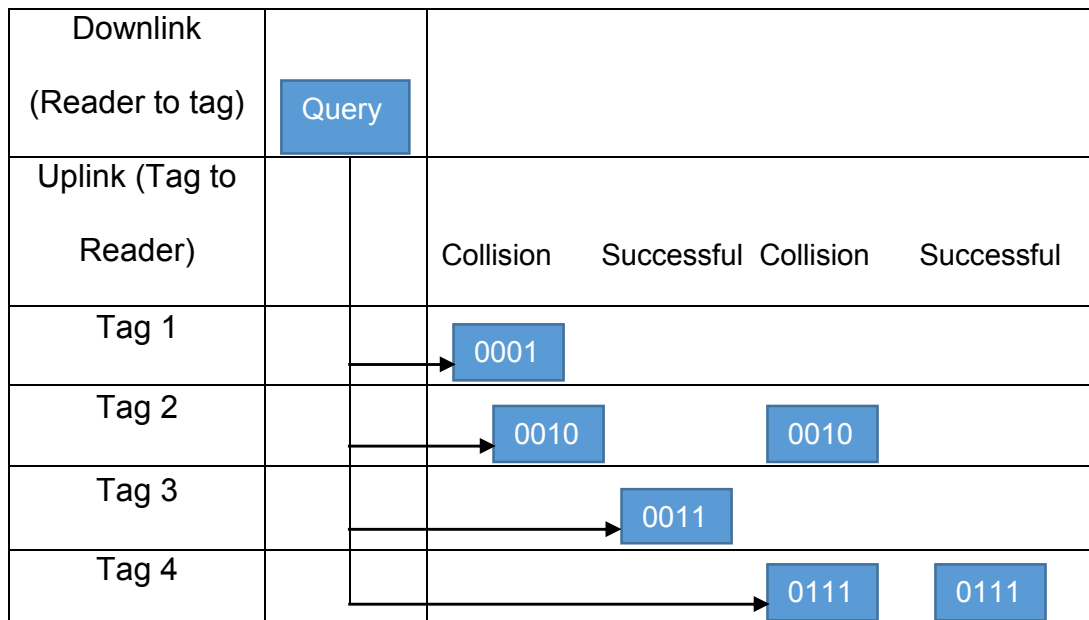 Downlink
(Reader to tag)
Query
Uplink (Tag to
Reader)
Collision Successful Collision Successful
Tag 1
0001
Tag 2
0010 0010
Tag 3
0011
Tag 4
0111 0111